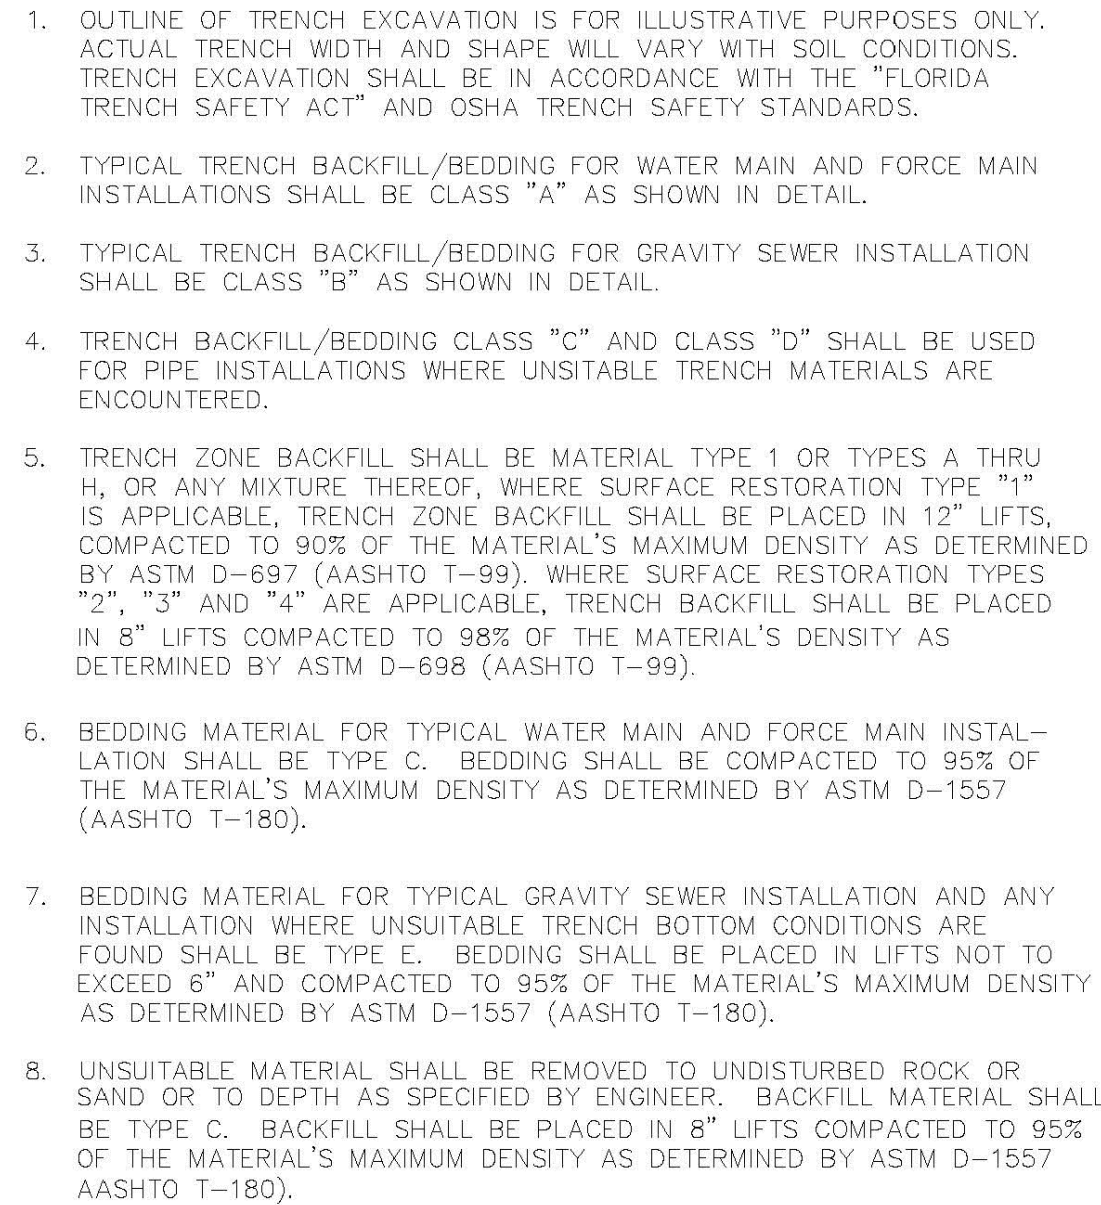 1. OUTLINE OF TRENCH EXCAVATION IS FOR ILLUSTRATIVE PURPOSES ONLY.
ACTUAL TRENCH WIDTH AND SHAPE WILL VARY WITH SOIL CONDITIONS.
TRENCH EXCAVATION SHALL BE IN ACCORDANCE WITH THE "FLORIDA
TRENCH SAFETY ACT" AND OSHA TRENCH SAFETY STANDARDS.
2. TYPICAL TRENCH BACKFILL/BEDDING FOR WATER MAIN AND FORCE MAIN
INSTALLATIONS SHALL BE CLASS "A" AS SHOWN IN DETAIL.
3. TYPICAL TRENCH BACKFILL/BEDDING FOR GRAVITY SEWER INSTALLATION
SHALL BE CLASS "B" AS SHOWN IN DETAIL.
4. TRENCH BACKFILL/BEDDING CLASS "C" AND CLASS "D" SHALL BE USED
FOR PIPE INSTALLATIONS WHERE UNSITABLE TRENCH MATERIALS ARE
ENCOUNTERED.
5. TRENCH ZONE BACKFILL SHALL BE MATERIAL TYPE 1 OR TYPES A THRU
H, OR ANY MIXTURE THEREOF, WHERE SURFACE RESTORATION TYPE "1"
IS APPLICABLE, TRENCH ZONE BACKFILL SHALL BE PLACED IN 12" LIFTS,
COMPACTED TO 90% OF THE MATERIAL'S MAXIMUM DENSITY AS DETERMINED
BY ASTM D-697 (AASHTO T-99). WHERE SURFACE RESTORATION TYPES
"2", "3" AND "4" ARE APPLICABLE, TRENCH BACKFILL SHALL BE PLACED
IN 8" LIFTS COMPACTED TO 98% OF THE MATERIAL'S DENSITY AS
DETERMINED BY ASTM D-698 (AASHTO T-99).
6. BEDDING MATERIAL FOR TYPICAL WATER MAIN AND FORCE MAIN INSTAL-
LATION SHALL BE TYPE C. BEDDING SHALL BE COMPACTED TO 95% OF
THE MATERIAL'S MAXIMUM DENSITY AS DETERMINED BY ASTM D-1557
(AASHTO T-180).
7. BEDDING MATERIAL FOR TYPICAL GRAVITY SEWER INSTALLATION AND ANY
INSTALLATION WHERE UNSUITABLE TRENCH BOTTOM CONDITIONS ARE
FOUND SHALL BE TYPE E. BEDDING SHALL BE PLACED IN LIFTS NOT TO
EXCEED 6" AND COMPACTED TO 95% OF THE MATERIAL'S MAXIMUM DENSITY
AS DETERMINED BY ASTM D-1557 (AASHTO T-180).
8. UNSUITABLE MATERIAL SHALL BE REMOVED TO UNDISTURBED ROCK OR
SAND OR TO DEPTH AS SPECIFIED BY ENGINEER. BACKFILL MATERIAL SHALL
BE TYPE C. BACKFILL SHALL BE PLACED IN 8" LIFTS COMPACTED TO 95%
OF THE MATERIAL'S MAXIMUM DENSITY AS DETERMINED BY ASTM D-1557
AASHTO T-180).